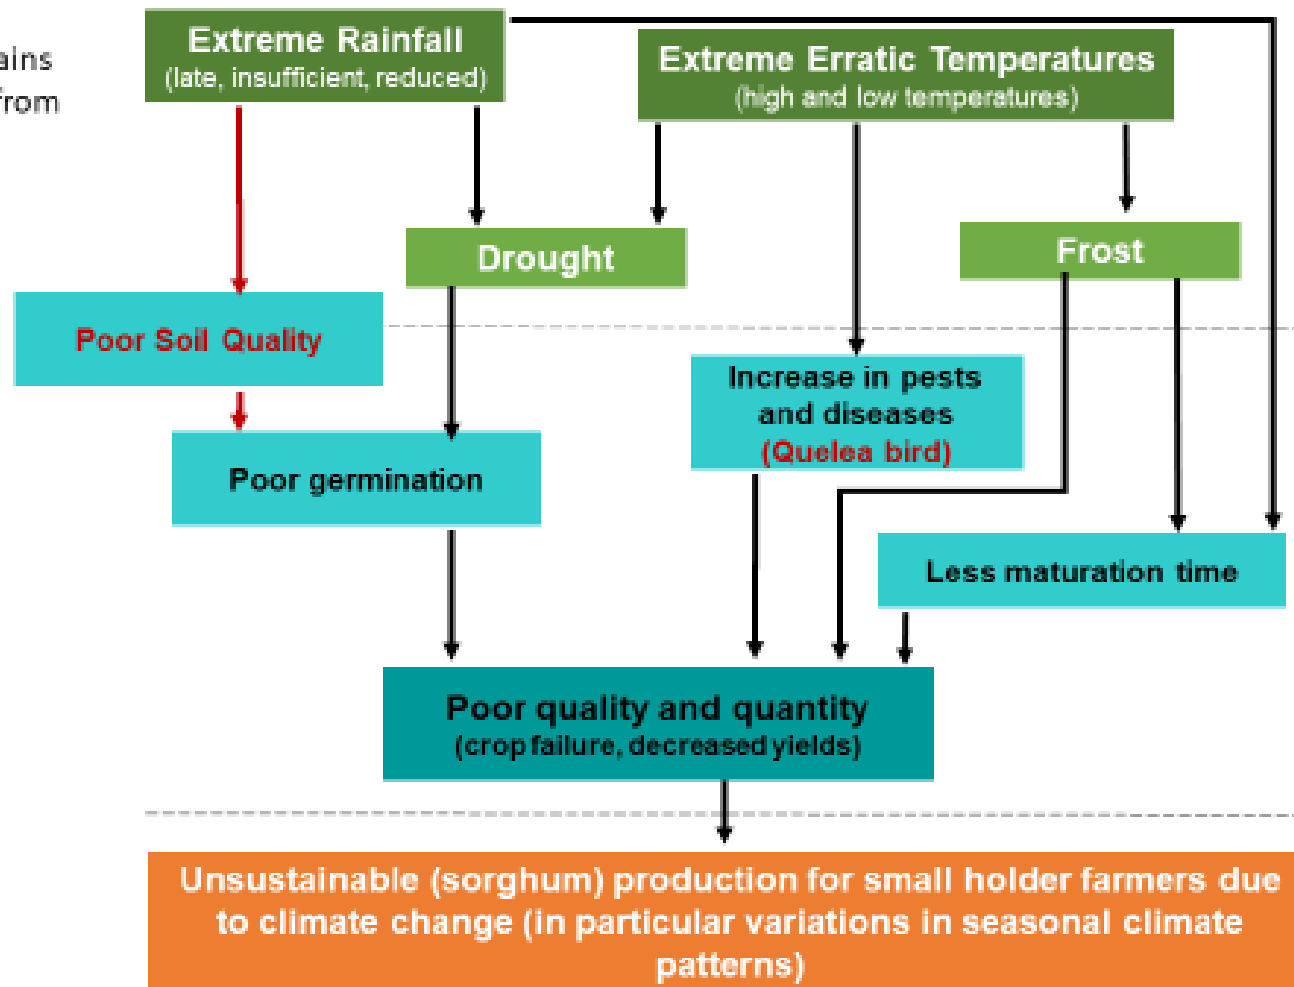 ains
from
Extreme Rainfall
(late, insufficient, reduced)
Extreme Erratic Temperatures
(high and low temperatures)
Drought
Frost
Poor Soil Quality
Increase in pests
and diseases
(Quelea bird)
Poor germination
Less maturation time
Poor quality and quantity
(crop failure, decreased yields)
Unsustainable (sorghum) production for small holder farmers due
to climate change (in particular variations in seasonal climate
patterns)